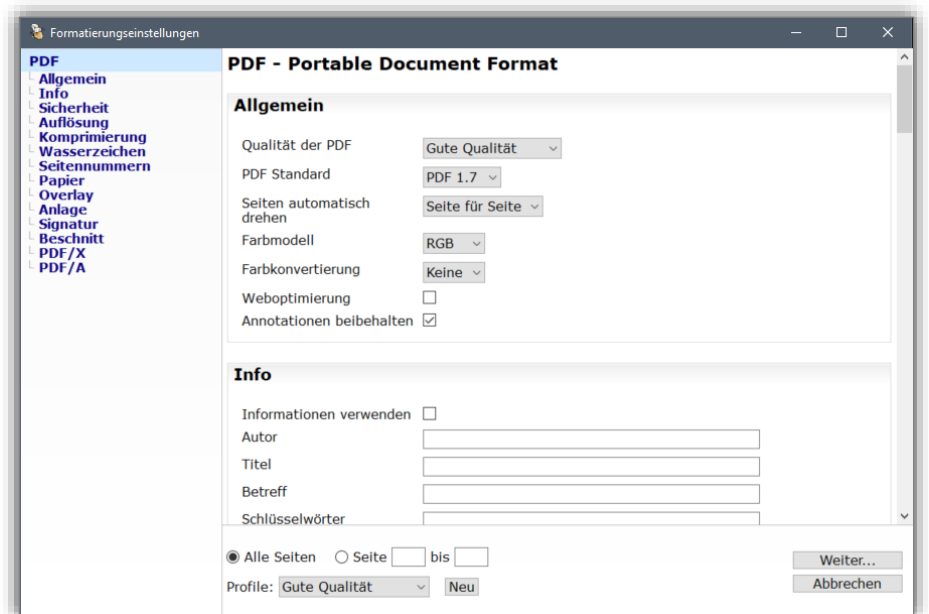 Formatierungseinstellungen
PDF
Allgemein
Info
Sicherheit
Auflösung
Komprimierung
Wasserzeichen
Seitennummern
Papier
Overlay
Anlage
Signatur
Beschnitt
PDF/X
PDF/A
PDF - Portable Document Format
Allgemein
Qualität der PDF Gute Qualität
PDF Standard PDF 1.7
Seiten automatisch
drehen Seite für Seite
Farbmodell RGB
Farbkonvertierung Keine
Weboptimierung
Annotationen beibehalten
Info
Informationen verwenden
Autor
Titel
Betreff
Schlüsselwörter
Alle Seiten Seite bis
Weiter...
Profile: Gute Qualität Neu
Abbrechen